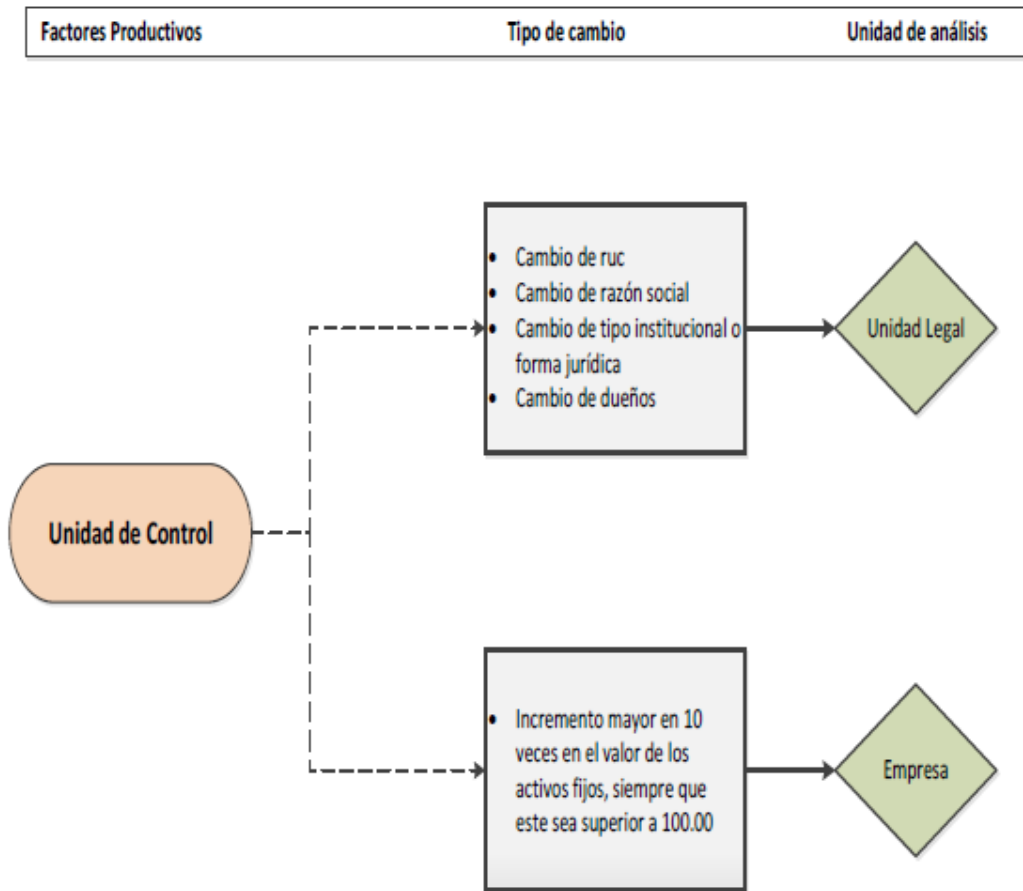 Factores Productivos Tipo de cambio Unidad de análisis
• Cambio de ruc
• Cambio de razón social
• Cambio de tipo institucional o
forma jurídica
• Cambio de dueños
Unidad Legal
Unidad de Control
• Incremento mayor en 10
veces en el valor de los
activos fijos, siempre que
este sea superior a 100.00
Empresa